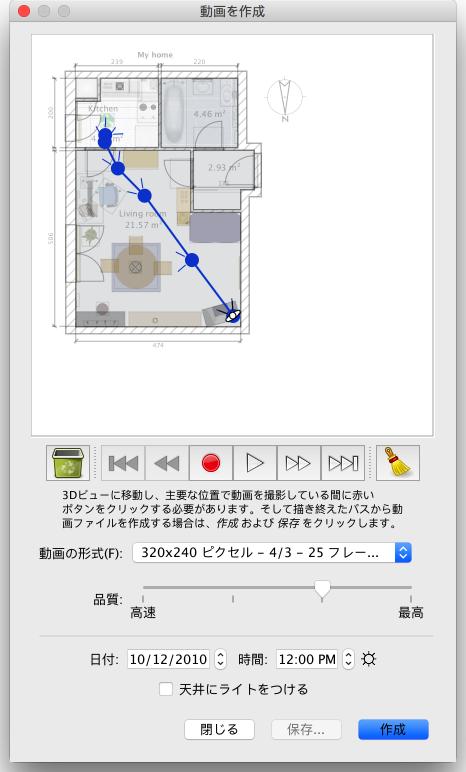 動画を作成
My home
239
220
200
Kitchen
4.46 m²
2.93 m²
Living room
21.57 m²
506
474
N
3Dビューに移動し、主要な位置で動画を撮影している間に赤い
ボタンをクリックする必要があります。そして描き終えたパスから動
画ファイルを作成する場合は、作成 および 保存 をクリックします。
動画の形式(F): 320x240 ピクセル – 4/3 – 25 フレー...
品質:
高速 最高
日付: 10/12/2010 時間: 12:00 PM
天井にライトをつける
閉じる 保存... 作成